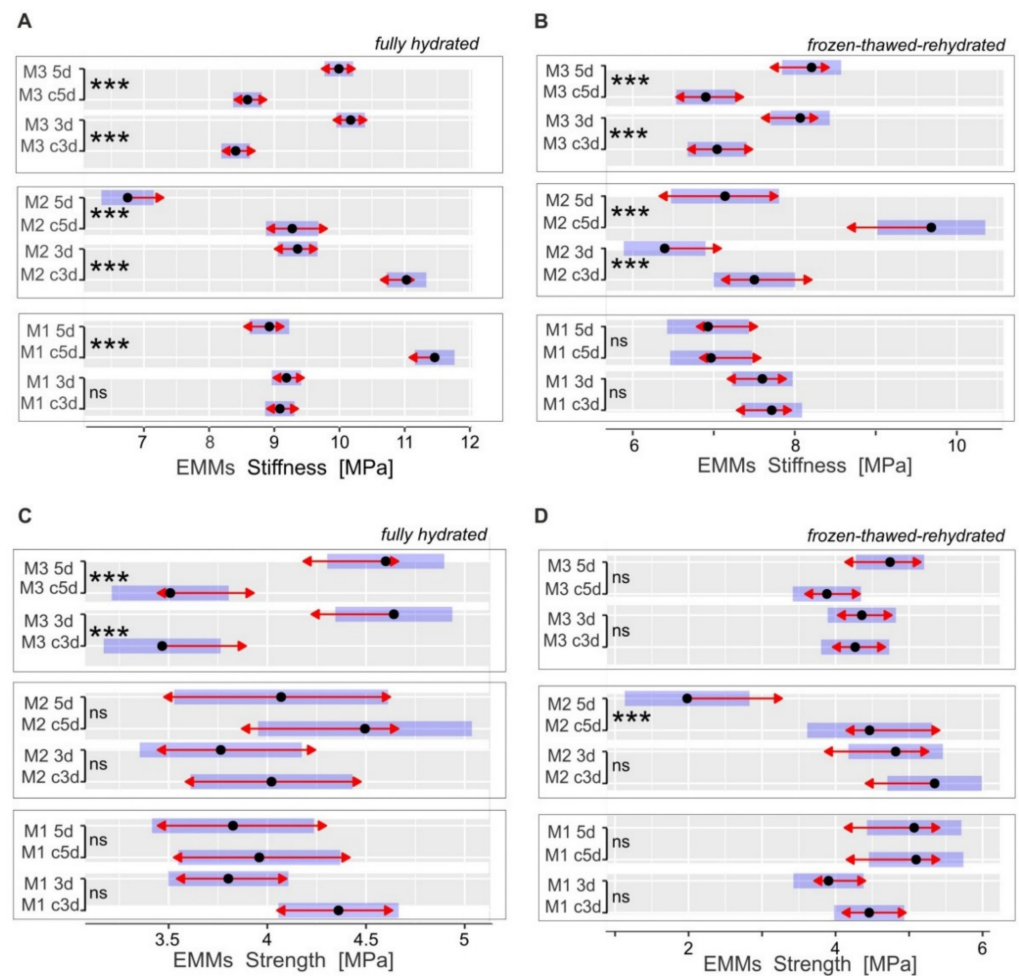 A
fully hydrated
M3 5d
M3 c5d
***
M3 3d
M3 c3d
***
M2 5d
M2 c5d
***
M2 3d
M2 c3d
***
M1 5d
M1 c5d
***
M1 3d
M1 c3d
ns
7 8 9 10 11 12
EMMs Stiffness [MPa]
B
frozen-thawed-rehydrated
M3 5d
M3 c5d
***
M3 3d
M3 c3d
***
M2 5d
M2 c5d
***
M2 3d
M2 c3d
***
M1 5d
M1 c5d
ns
M1 3d
M1 c3d
ns
6 8 10
EMMs Stiffness [MPa]
C
fully hydrated
M3 5d
M3 c5d
***
M3 3d
M3 c3d
***
M2 5d
M2 c5d
ns
M2 3d
M2 c3d
ns
M1 5d
M1 c5d
ns
M1 3d
M1 c3d
ns
3.5 4 4.5 5
EMMs Strength [MPa]
D
frozen-thawed-rehydrated
M3 5d
M3 c5d
ns
M3 3d
M3 c3d
ns
M2 5d
M2 c5d
***
M2 3d
M2 c3d
ns
M1 5d
M1 c5d
ns
M1 3d
M1 c3d
ns
2 4 6
EMMs Strength [MPa]